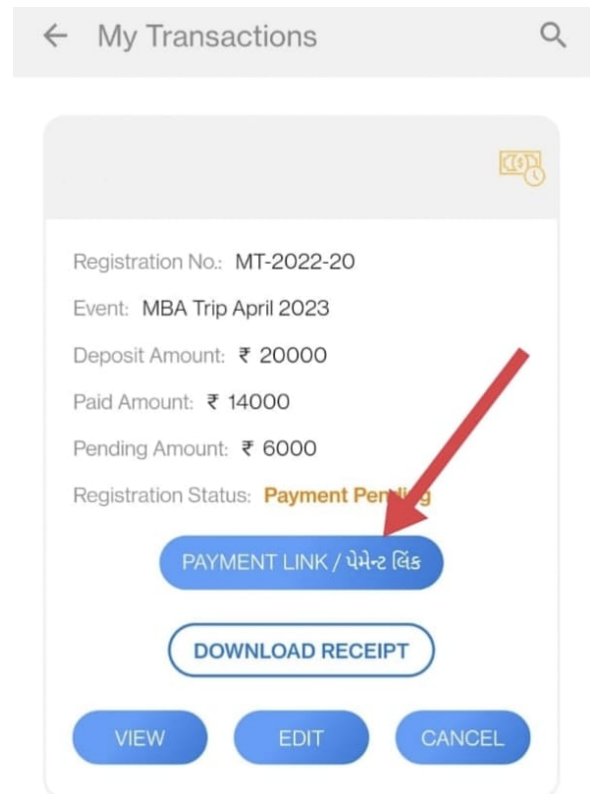 My Transactions
Registration No.: MT-2022-20
Event: MBA Trip April 2023
Deposit Amount: ₹ 20000
Paid Amount: ₹ 14000
Pending Amount: ₹ 6000
Registration Status: Payment Pending
PAYMENT LINK / પેમેન્ટ લિંક
DOWNLOAD RECEIPT
VIEW EDIT CANCEL